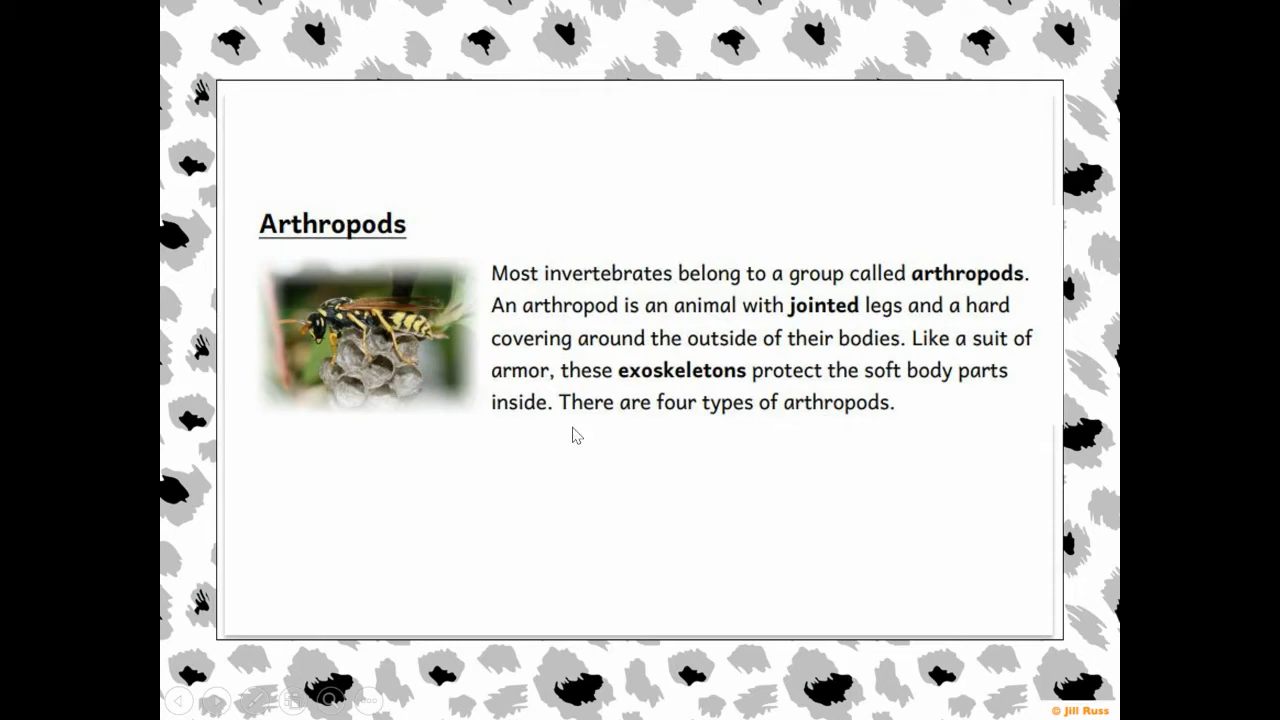 Arthropods
Most invertebrates belong to a group called arthropods.
An arthropod is an animal with jointed legs and a hard
covering around the outside of their bodies. Like a suit of
armor, these exoskeletons protect the soft body parts
inside. There are four types of arthropods.
© Jill Russ